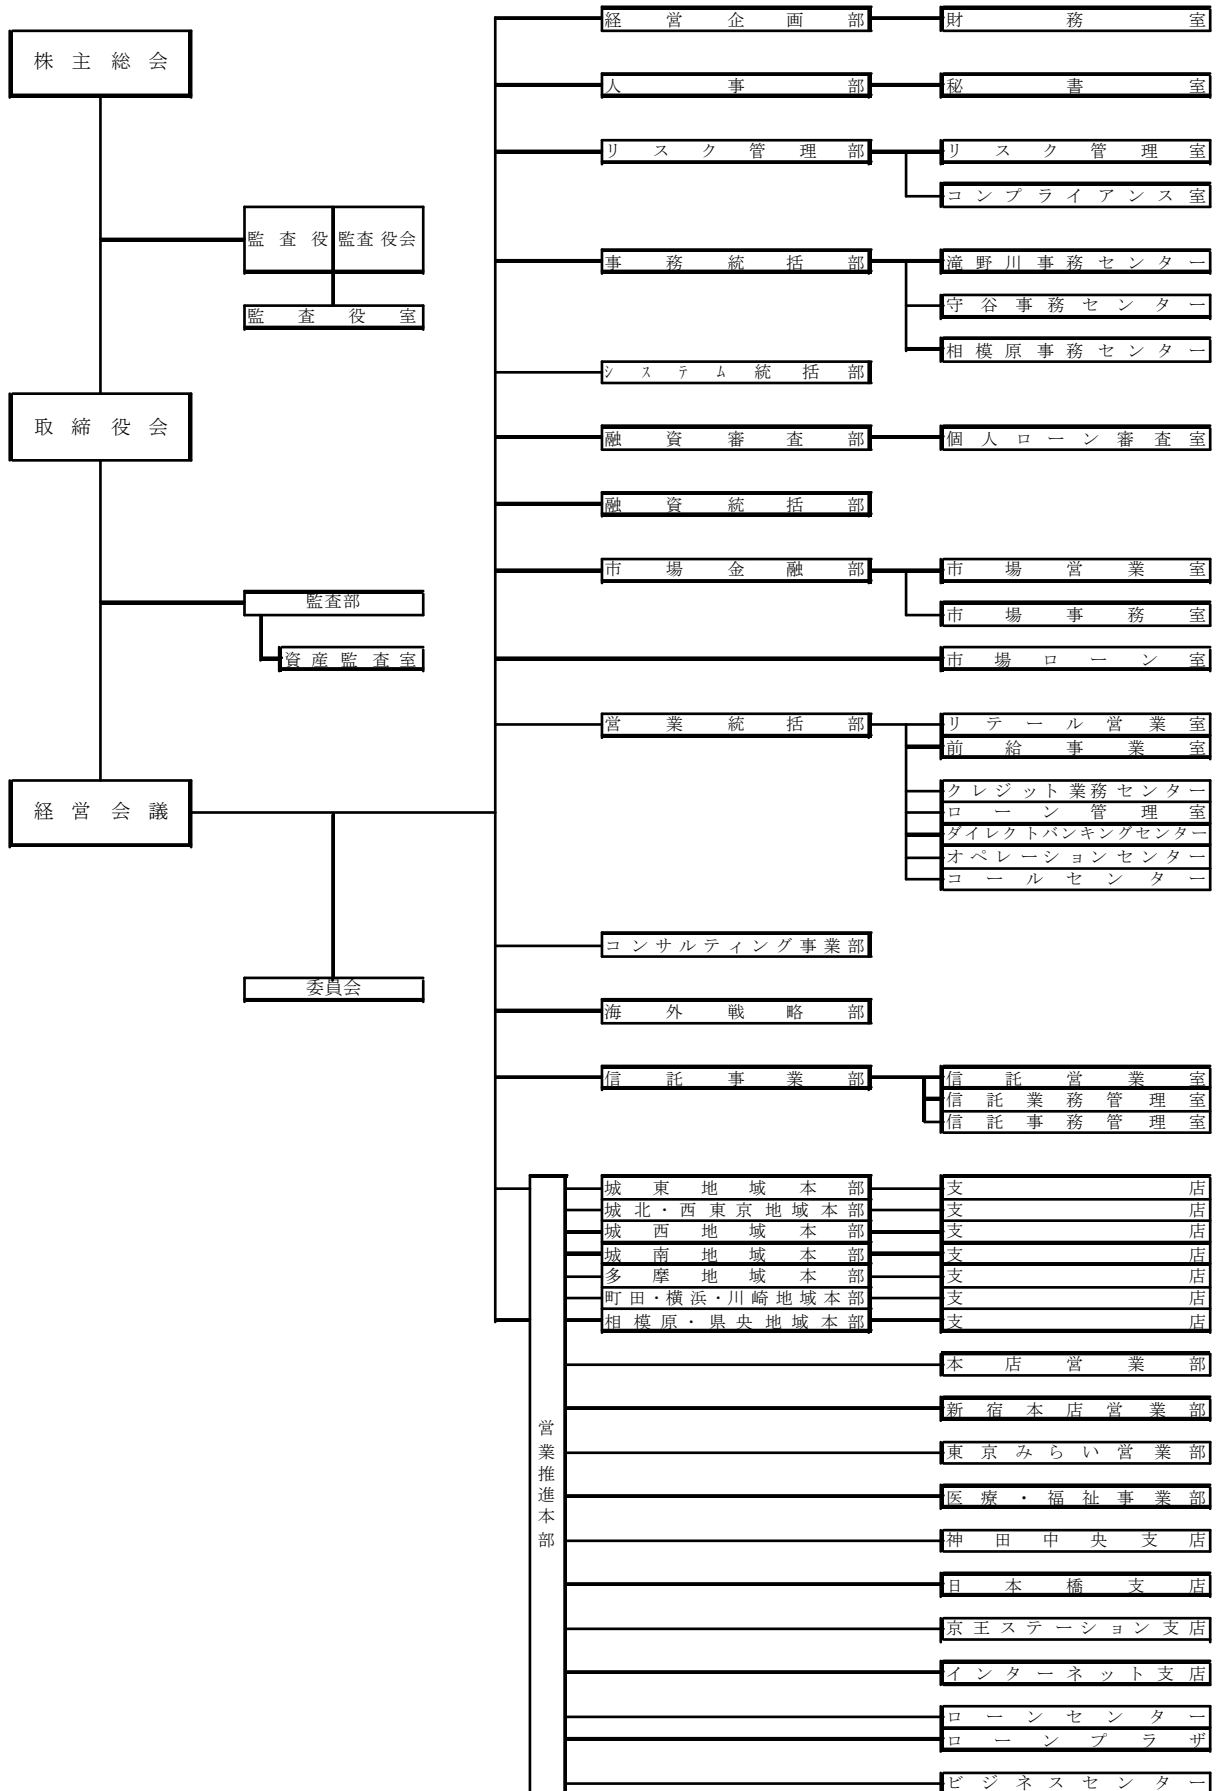 株主総会
監査役 監査役会
監査役室
取締役会
監査部
資産監査室
経営会議
委員会
経営企画部 財務室
人事部 秘書室
リスク管理部 リスク管理室
コンプライアンス室
事務統括部 滝野川事務センター
守谷事務センター
相模原事務センター
システム統括部
融資審査部 個人ローン審査室
融資統括部
市場金融部 市場営業室
市場事務室
市場ローン室
営業統括部 リテール営業室
前給事業室
クレジット業務センター
ローン管理室
ダイレクトバンキングセンター
オペレーションセンター
コールセンター
コンサルティング事業部
海外戦略部
信託事業部 信託営業室
信託業務管理室
信託事務管理室
営業推進本部
城東地域本部 支店
城北・西東京地域本部 支店
城西地域本部 支店
城南地域本部 支店
多摩地域本部 支店
町田・横浜・川崎地域本部 支店
相模原・県央地域本部 支店
本店営業部
新宿本店営業部
東京みらい営業部
医療・福祉事業部
神田中央支店
日本橋支店
京王ステーション支店
インターネット支店
ローンセンター
ローンプラザ
ビジネスセンター